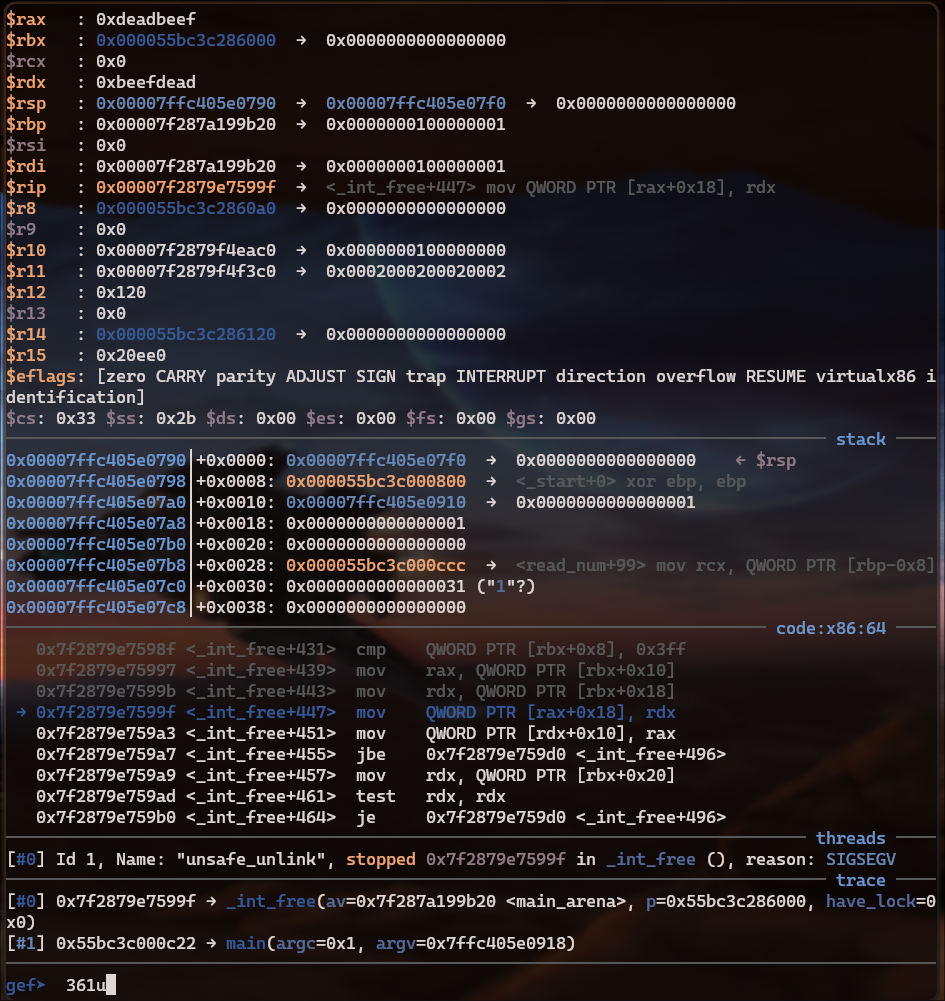 $rax   : 0xdeadbeef
$rbx   : 0x000055bc3c286000  →  0x0000000000000000
$rcx   : 0x0
$rdx   : 0xbeefdead
$rsp   : 0x00007ffc405e0790  →  0x00007ffc405e07f0  →  0x0000000000000000
$rbp   : 0x00007f287a199b20  →  0x0000000100000001
$rsi   : 0x0
$rdi   : 0x00007f287a199b20  →  0x0000000100000001
$rip   : 0x00007f2879e7599f  →  <_int_free+447> mov QWORD PTR [rax+0x18], rdx
$r8    : 0x000055bc3c2860a0  →  0x0000000000000000
$r9    : 0x0
$r10   : 0x00007f2879f4eac0  →  0x0000000100000000
$r11   : 0x00007f2879f4f3c0  →  0x0002000200020002
$r12   : 0x120
$r13   : 0x0
$r14   : 0x000055bc3c286120  →  0x0000000000000000
$r15   : 0x20ee0
$eflags: [zero CARRY parity ADJUST SIGN trap INTERRUPT direction overflow RESUME virtualx86 i
dentification]
$cs: 0x33 $ss: 0x2b $ds: 0x00 $es: 0x00 $fs: 0x00 $gs: 0x00
stack
0x00007ffc405e0790│+0x0000: 0x00007ffc405e07f0  →  0x0000000000000000    ← $rsp
0x00007ffc405e0798│+0x0008: 0x000055bc3c000800  →  <_start+0> xor ebp, ebp
0x00007ffc405e07a0│+0x0010: 0x00007ffc405e0910  →  0x0000000000000001
0x00007ffc405e07a8│+0x0018: 0x0000000000000001
0x00007ffc405e07b0│+0x0020: 0x0000000000000000
0x00007ffc405e07b8│+0x0028: 0x000055bc3c000ccc  →  <read_num+99> mov rcx, QWORD PTR [rbp-0x8]
0x00007ffc405e07c0│+0x0030: 0x0000000000000031 ("1"?)
0x00007ffc405e07c8│+0x0038: 0x0000000000000000
code:x86:64
0x7f2879e7598f <_int_free+431>  cmp    QWORD PTR [rbx+0x8], 0x3ff
0x7f2879e75997 <_int_free+439>  mov    rax, QWORD PTR [rbx+0x10]
0x7f2879e7599b <_int_free+443>  mov    rdx, QWORD PTR [rbx+0x18]
→ 0x7f2879e7599f <_int_free+447>  mov    QWORD PTR [rax+0x18], rdx
0x7f2879e759a3 <_int_free+451>  mov    QWORD PTR [rdx+0x10], rax
0x7f2879e759a7 <_int_free+455>  jbe    0x7f2879e759d0 <_int_free+496>
0x7f2879e759a9 <_int_free+457>  mov    rdx, QWORD PTR [rbx+0x20]
0x7f2879e759ad <_int_free+461>  test   rdx, rdx
0x7f2879e759b0 <_int_free+464>  je     0x7f2879e759d0 <_int_free+496>
threads
[#0] Id 1, Name: "unsafe_unlink", stopped 0x7f2879e7599f in _int_free (), reason: SIGSEGV
trace
[#0] 0x7f2879e7599f → _int_free(av=0x7f287a199b20 <main_arena>, p=0x55bc3c286000, have_lock=0
x0)
[#1] 0x55bc3c000c22 → main(argc=0x1, argv=0x7ffc405e0918)
gef➤  361u